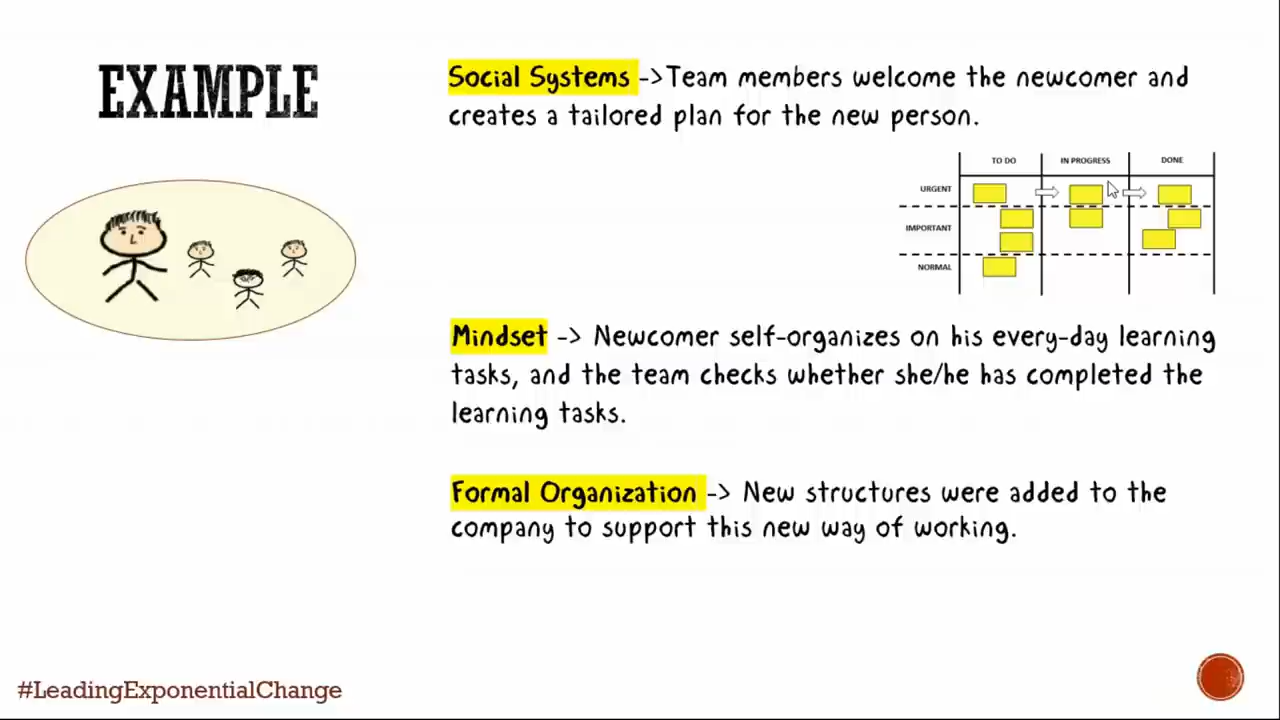 EXAMPLE
Social Systems ->Team members welcome the newcomer and
creates a tailored plan for the new person.
TO DO IN PROGRESS DONE
URGENT
IMPORTANT
NORMAL
Mindset -> Newcomer self-organizes on his every-day learning
tasks, and the team checks whether she/he has completed the
learning tasks.
Formal Organization -> New structures were added to the
company to support this new way of working.
#LeadingExponentialChange